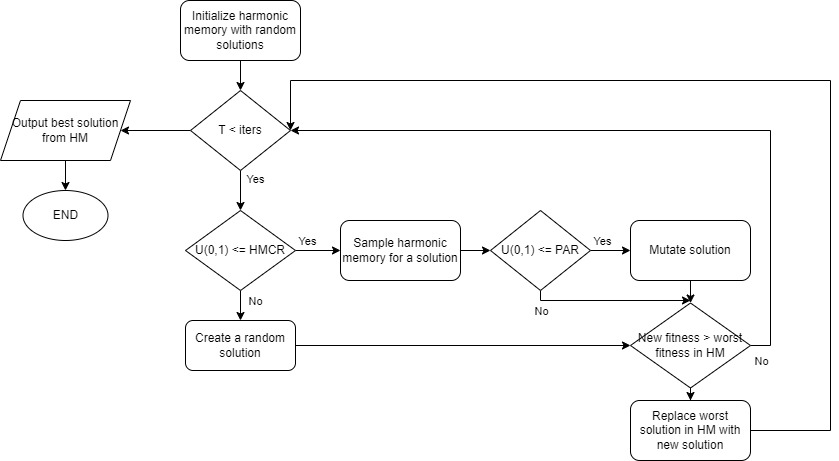 Initialize harmonic
memory with random
solutions
Output best solution
from HM
T < iters
Yes
END
U(0,1) <= HMCR
Yes
Sample harmonic
memory for a solution
U(0,1) <= PAR
Yes
Mutate solution
No
No
Create a random
solution
New fitness > worst
fitness in HM
No
Replace worst
solution in HM with
new solution